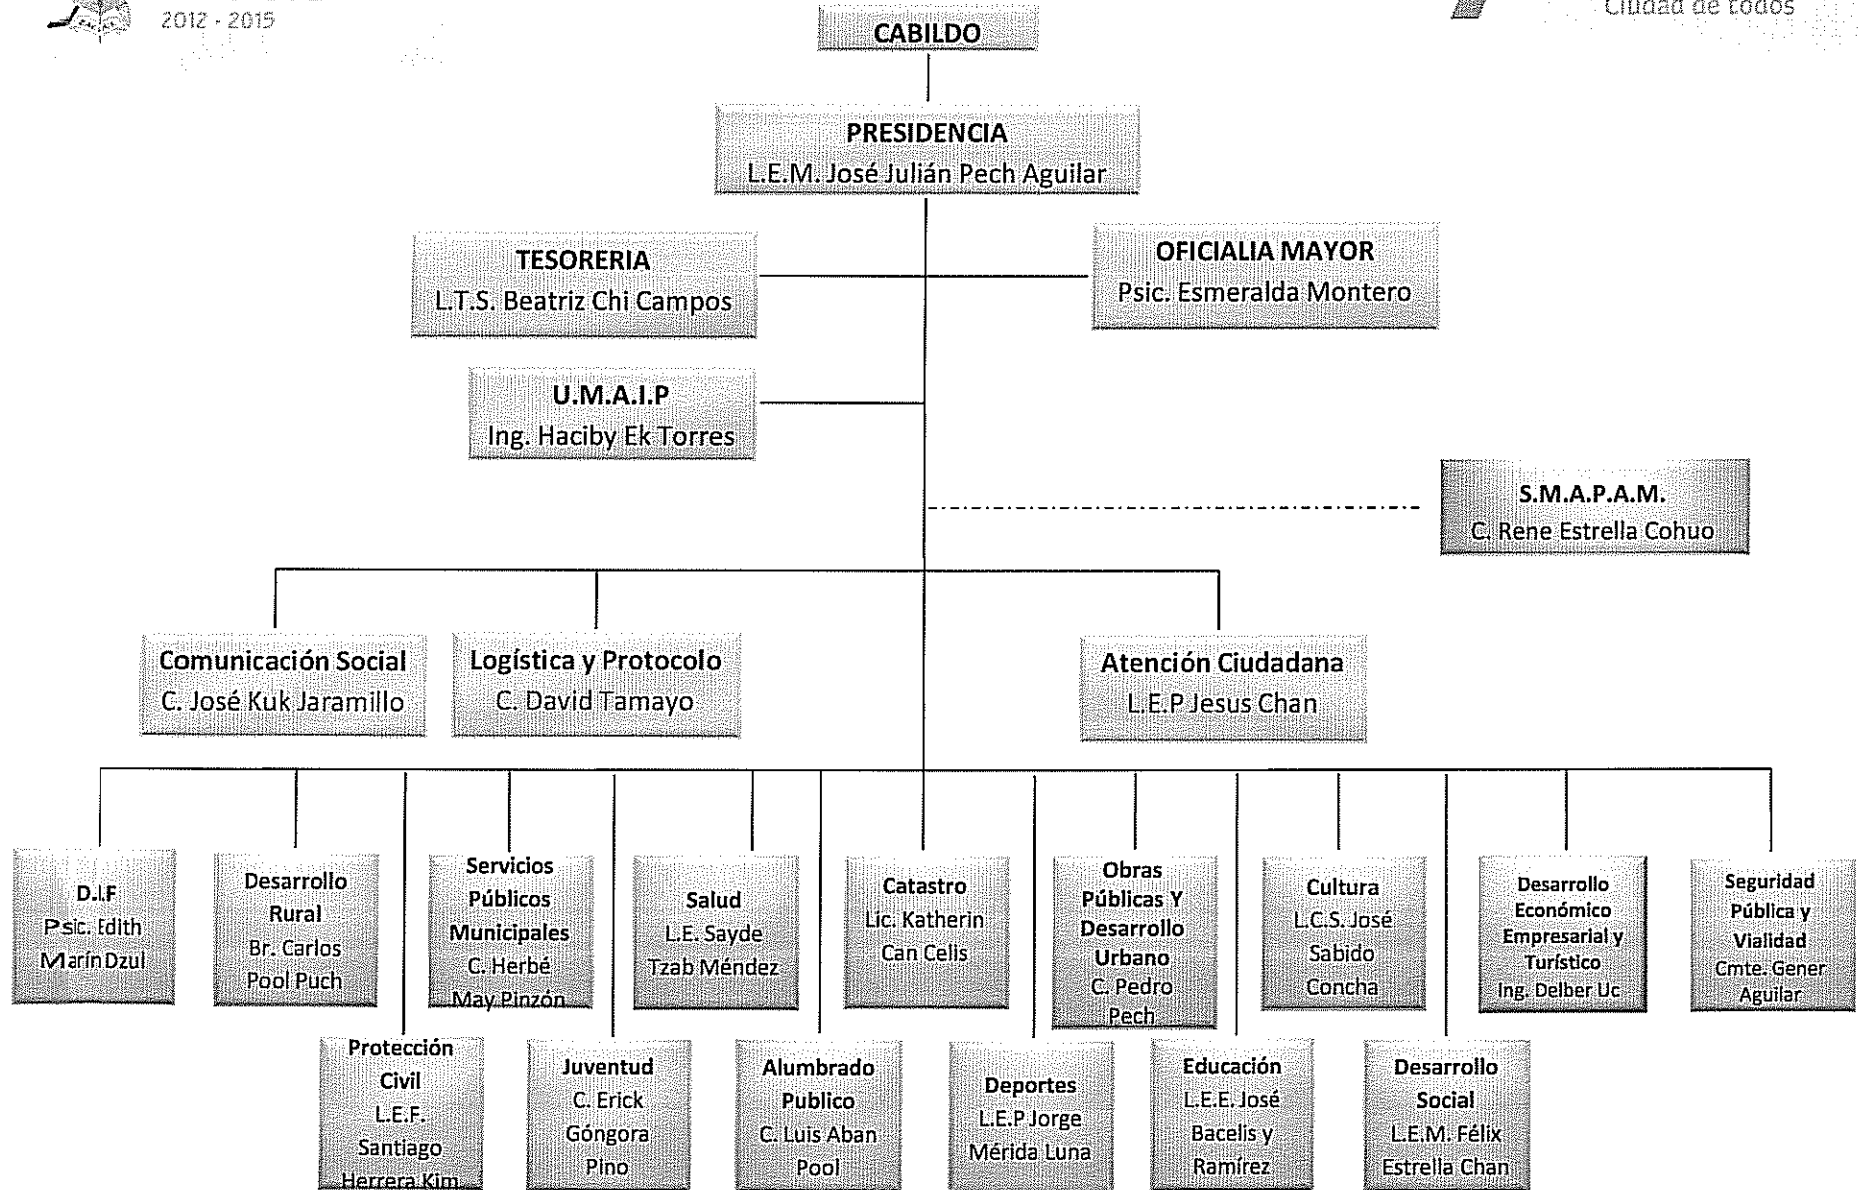 2012 - 2015
Ciudad de todos
CABILDO
PRESIDENCIA
L.E.M. José Julián Pech Aguilar
TESORERIA
L.T.S. Beatriz Chi Campos
OFICIALIA MAYOR
Psic. Esmeralda Montero
U.M.A.I.P
Ing. Haciby Ek Torres
S.M.A.P.A.M.
C. Rene Estrella Cohuo
Comunicación Social
C. José Kuk Jaramillo
Logística y Protocolo
C. David Tamayo
Atención Ciudadana
L.E.P Jesus Chan
D.I.F
Psic. Edith
Marín Dzul
Desarrollo
Rural
Br. Carlos
Pool Puch
Servicios
Públicos
Municipales
C. Herbé
May Pinzón
Salud
L.E. Sayde
Tzab Méndez
Catastro
Lic. Katherin
Can Celis
Obras
Públicas Y
Desarrollo
Urbano
C. Pedro
Pech
Cultura
L.C.S. José
Sabido
Concha
Desarrollo
Económico
Empresarial y
Turístico
Ing. Delber Uc
Seguridad
Pública y
Vialidad
Cmte. Gener
Aguilar
Protección
Civil
L.E.F.
Santiago
Herrera Kim
Juventud
C. Erick
Góngora
Pino
Alumbrado
Publico
C. Luis Aban
Pool
Deportes
L.E.P Jorge
Mérida Luna
Educación
L.E.E. José
Bacelis y
Ramírez
Desarrollo
Social
L.E.M. Félix
Estrella Chan